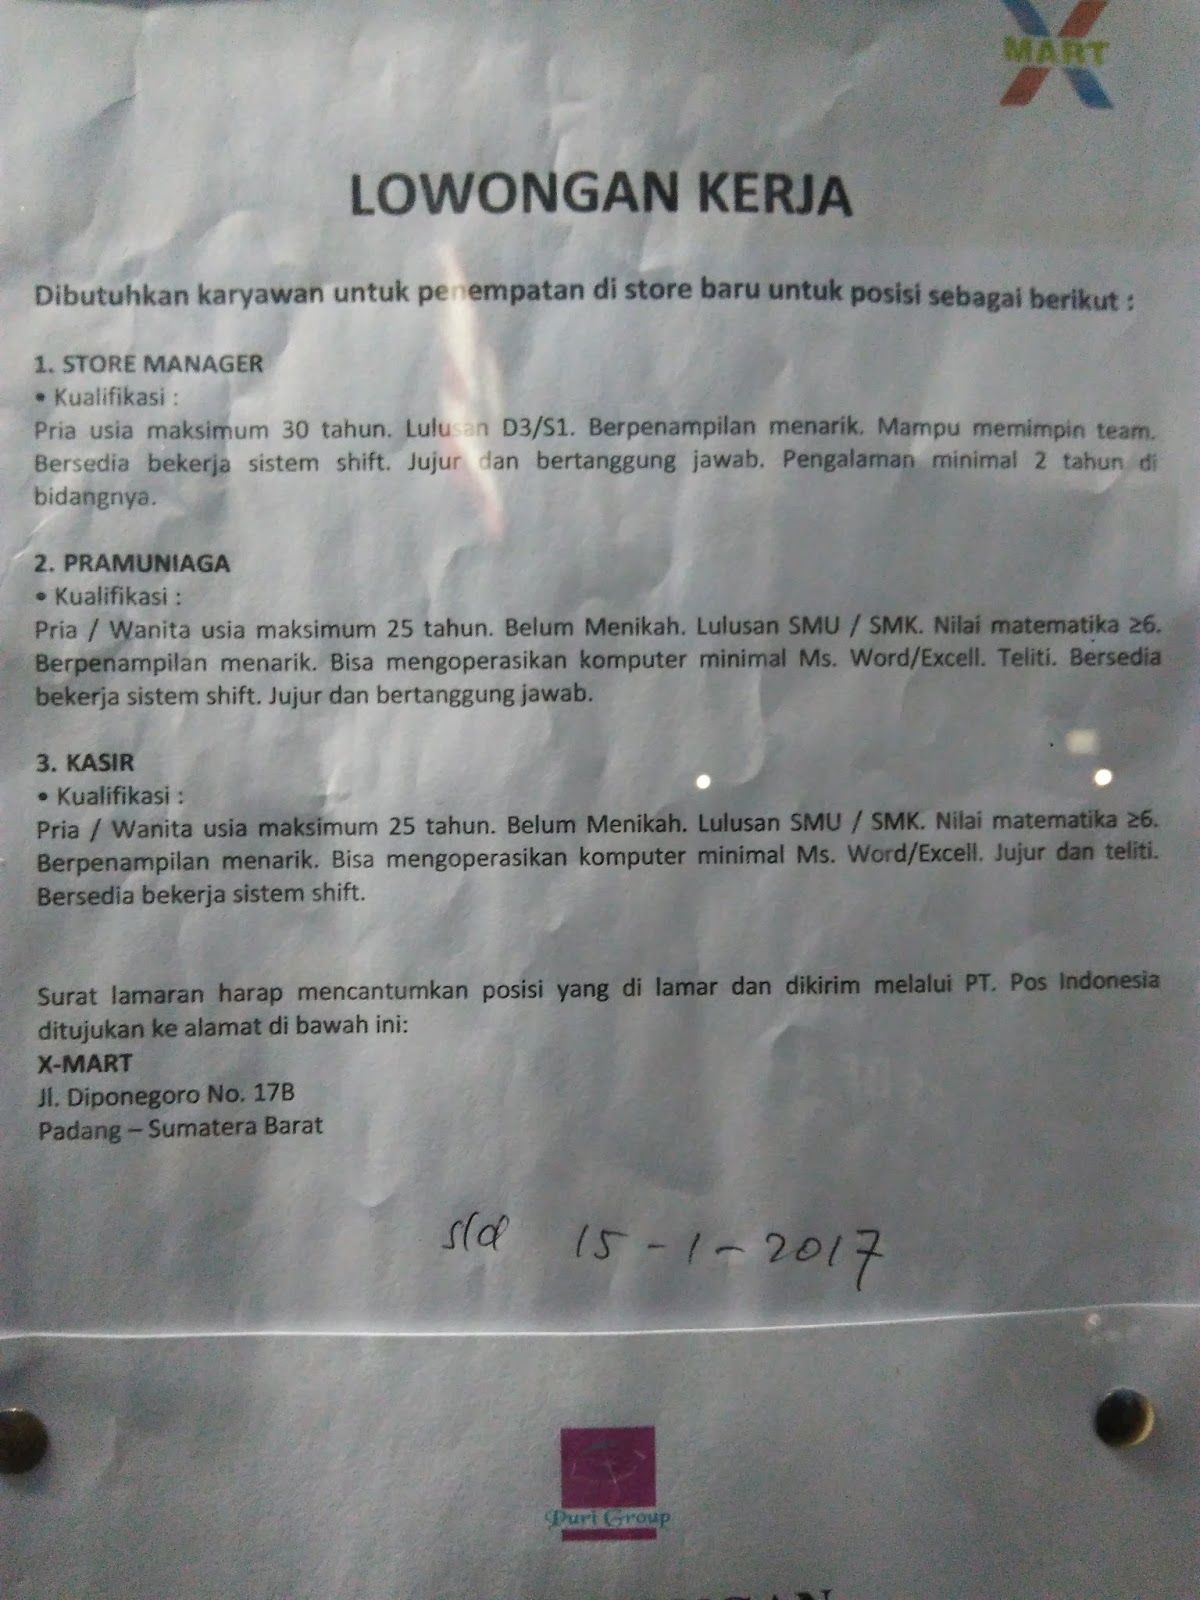 X
MART
LOWONGAN KERJA
Dibutuhkan karyawan untuk penempatan di store baru untuk posisi sebagai berikut :
1. STORE MANAGER
• Kualifikasi :
Pria usia maksimum 30 tahun. Lulusan D3/S1. Berpenampilan menarik. Mampu memimpin team.
Bersedia bekerja sistem shift. Jujur dan bertanggung jawab. Pengalaman minimal 2 tahun di
bidangnya.
2. PRAMUNIAGA
• Kualifikasi :
Pria / Wanita usia maksimum 25 tahun. Belum Menikah. Lulusan SMU / SMK. Nilai matematika ≥6.
Berpenampilan menarik. Bisa mengoperasikan komputer minimal Ms. Word/Excell. Teliti. Bersedia
bekerja sistem shift. Jujur dan bertanggung jawab.
3. KASIR
• Kualifikasi :
Pria / Wanita usia maksimum 25 tahun. Belum Menikah. Lulusan SMU / SMK. Nilai matematika ≥6.
Berpenampilan menarik. Bisa mengoperasikan komputer minimal Ms. Word/Excell. Jujur dan teliti.
Bersedia bekerja sistem shift.
Surat lamaran harap mencantumkan posisi yang di lamar dan dikirim melalui PT. Pos Indonesia
ditujukan ke alamat di bawah ini:
X-MART
Jl. Diponegoro No. 17B
Padang – Sumatera Barat
s/d 15-1-2017
Puri Group